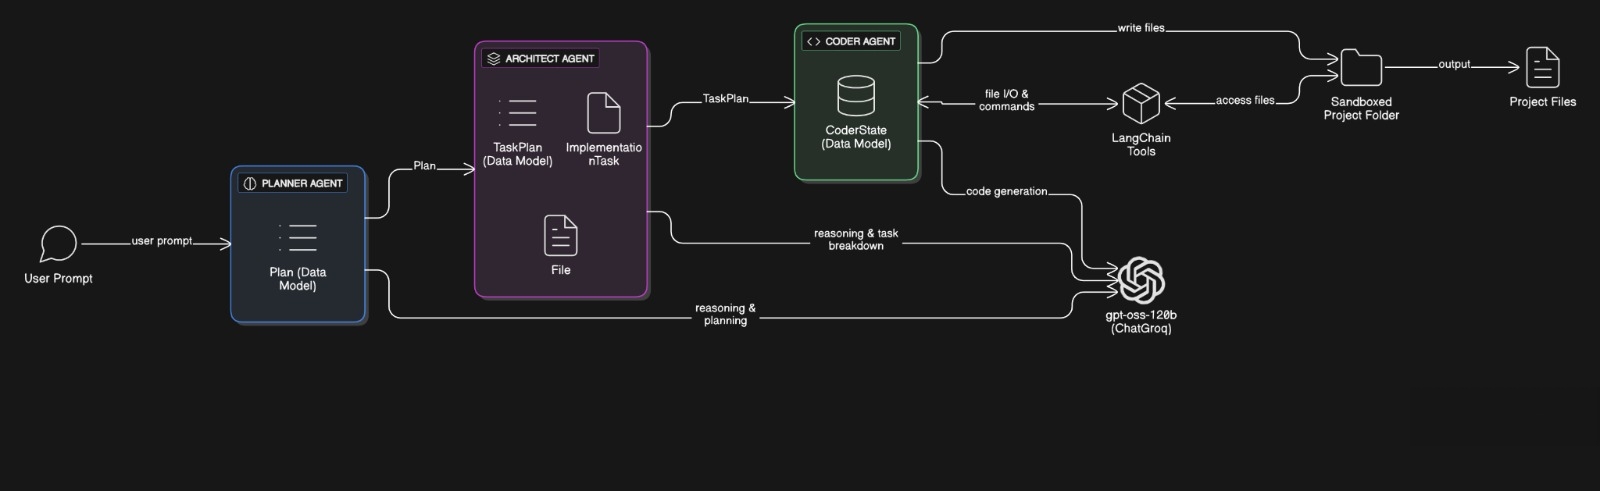 User Prompt
user prompt
PLANNER AGENT
Plan (Data
Model)
Plan
ARCHITECT AGENT
TaskPlan
(Data Model)
Implementatio
nTask
File
TaskPlan
CODER AGENT
CoderState
(Data Model)
write files
file I/O &
commands
LangChain
Tools
access files
Sandboxed
Project Folder
output
Project Files
code generation
reasoning & task
breakdown
reasoning &
planning
gpt-oss-120b
(ChatGroq)